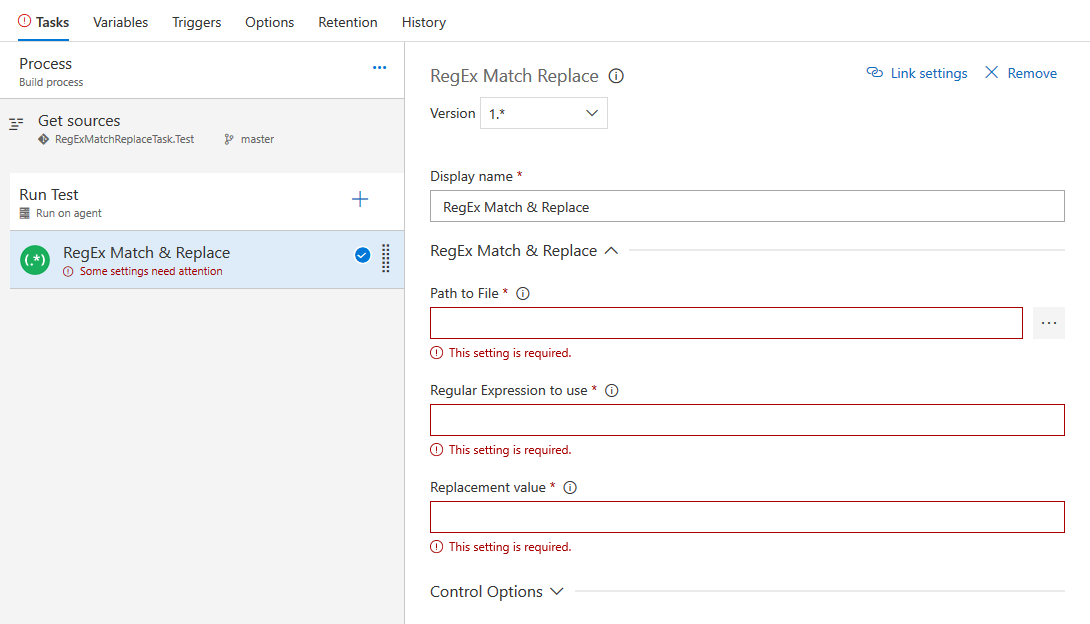 Tasks Variables Triggers Options Retention History
Process
Build process
Get sources
RegExMatchReplaceTask.Test master
Run Test
Run on agent
(.*) RegEx Match & Replace
Some settings need attention
RegEx Match Replace Link settings Remove
Version 1.*
Display name *
RegEx Match & Replace
RegEx Match & Replace
Path to File *
...
This setting is required.
Regular Expression to use *
This setting is required.
Replacement value *
This setting is required.
Control Options